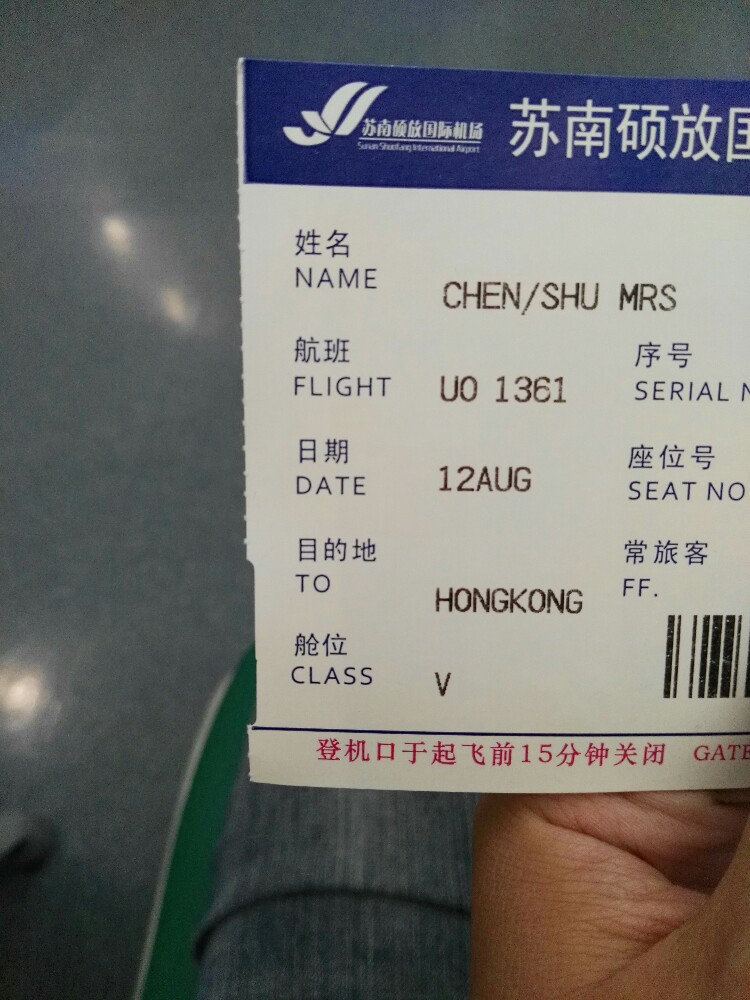 苏南硕放国际机场
Sunan Shuofang International Airport
苏南硕放国
姓名
NAME CHEN/SHU MRS
航班 序号
FLIGHT UO 1361 SERIAL N
日期 座位号
DATE 12AUG SEAT NO
目的地 常旅客
TO HONGKONG FF.
舱位
CLASS V
登机口于起飞前15分钟关闭 GATE